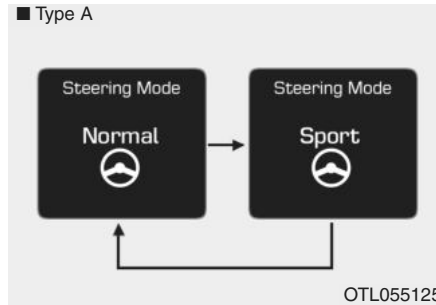 ■ Type A
Steering Mode
Normal
Steering Mode
Sport
OTL055125